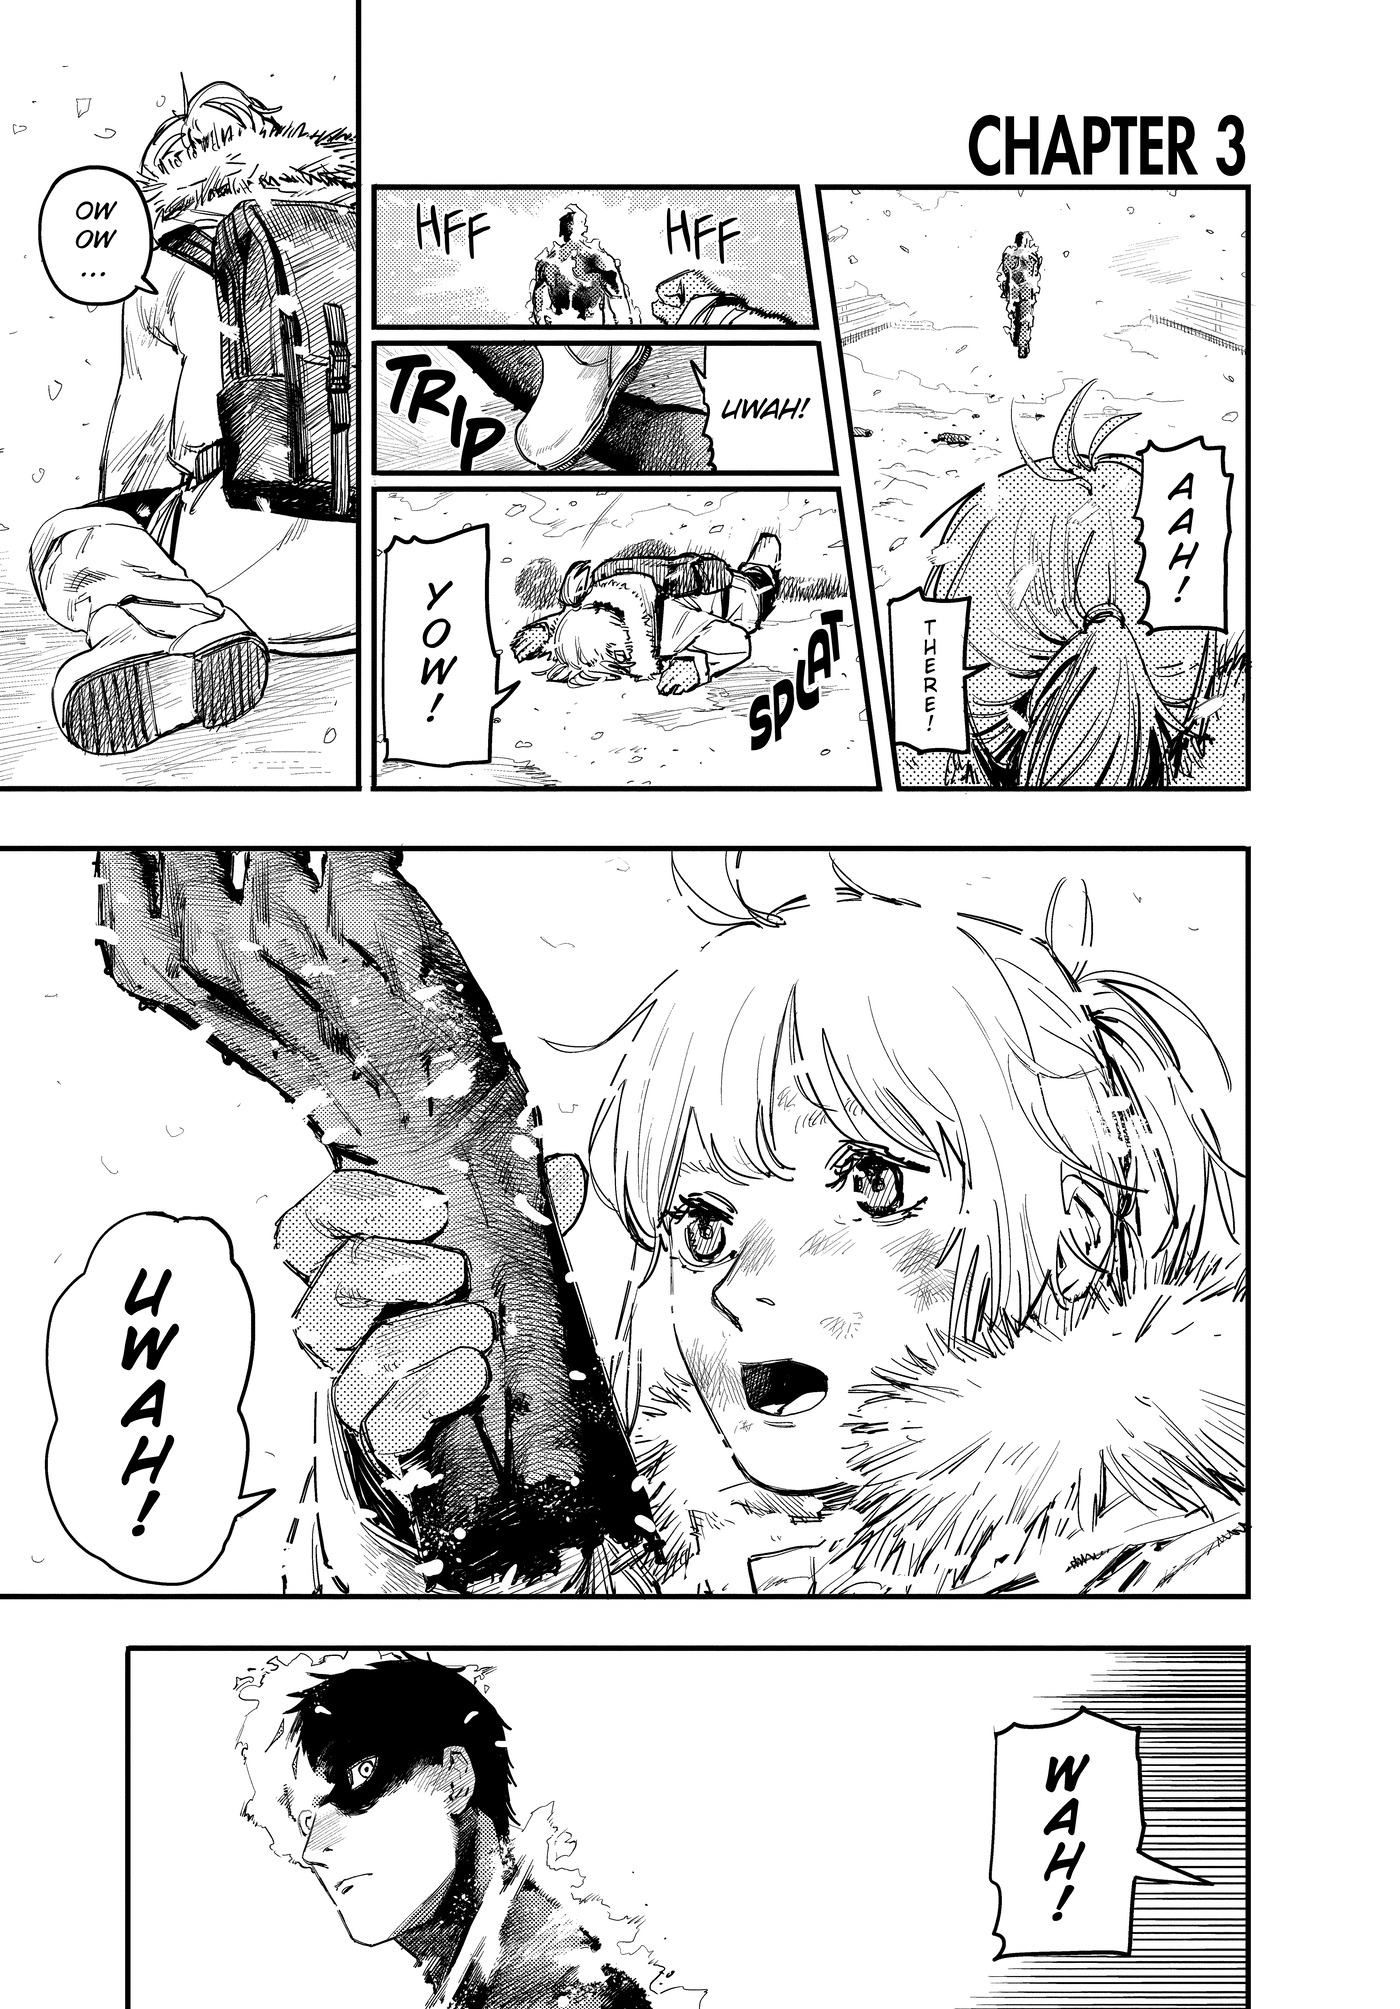 CHAPTER 3
AAH!
THERE!
HFF
HFF
UWAH!
TRIP
YOW!
SPLAT
OW
OW
...
UWAH!
WAH!